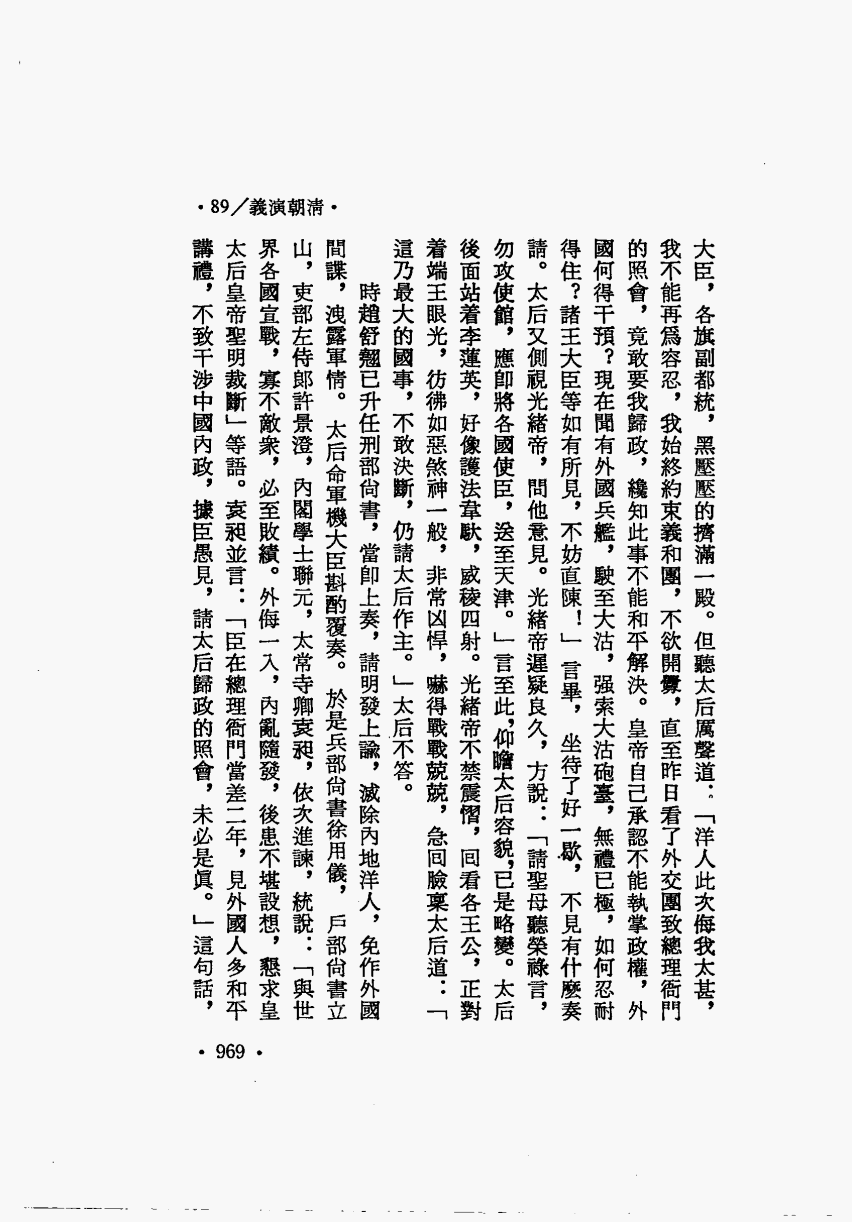 ·89/義演朝清·
大臣，各旗副都統，黑壓壓的擠滿一殿。但聽太后厲聲道：「洋人此次侮我太甚，
我不能再爲容忍，我始終約束義和團，不欲開釁，直至昨日看了外交團致總理衙門
的照會，竟敢要我歸政，纔知此事不能和平解決。皇帝自己承認不能執掌政權，外
國何得干預？現在聞有外國兵艦，駛至大沽，强索大沽砲臺，無禮已極，如何忍耐
得住？諸王大臣等如有所見，不妨直陳！」言畢，坐待了好一歇，不見有什麽奏
請。太后又側視光緒帝，問他意見。光緒帝遲疑良久，方說：「請聖母聽榮祿言，
勿攻使館，應卽將各國使臣，送至天津。」言至此，仰瞻太后容貌，已是略變。太后
後面站着李蓮英，好像護法韋馱，威稜四射。光緒帝不禁震慴，回看各王公，正對
着端王眼光，彷彿如惡煞神一般，非常凶悍，嚇得戰戰兢兢，急回臉稟太后道：「
這乃最大的國事，不敢決斷，仍請太后作主。」太后不答。
時趙舒翹已升任刑部尙書，當卽上奏，請明發上諭，滅除內地洋人，免作外國
間諜，洩露軍情。太后命軍機大臣斟酌覆奏。於是兵部尙書徐用儀，戶部尙書立
山，吏部左侍郎許景澄，內閣學士聯元，太常寺卿袁昶，依次進諫，統說：「與世
界各國宣戰，寡不敵衆，必至敗績。外侮一入，內亂隨發，後患不堪設想，懇求皇
太后皇帝聖明裁斷」等語。袁昶並言：「臣在總理衙門當差二年，見外國人多和平
講禮，不致干涉中國內政，據臣愚見，請太后歸政的照會，未必是眞。」這句話，
·969·